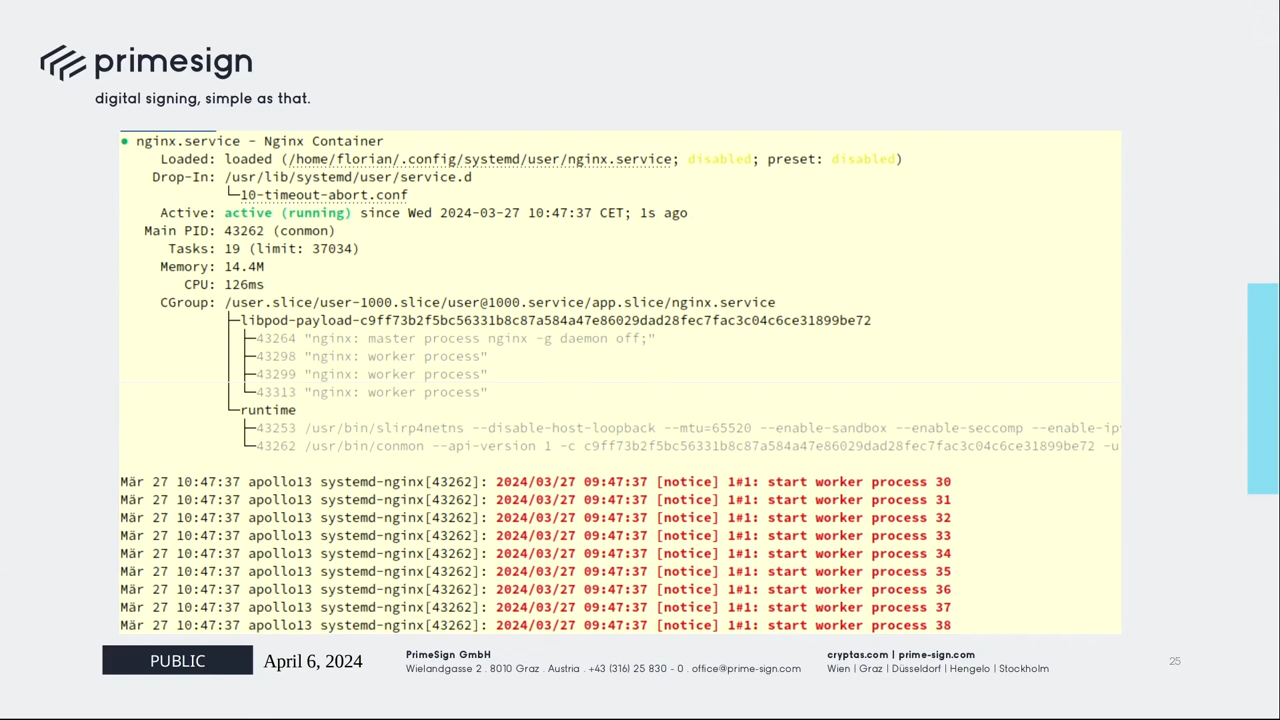 primesign
digital signing, simple as that.
● nginx.service - Nginx Container
Loaded: loaded (/home/florian/.config/systemd/user/nginx.service; disabled; preset: disabled)
Drop-In: /usr/lib/systemd/user/service.d
└─10-timeout-abort.conf
Active: active (running) since Wed 2024-03-27 10:47:37 CET; 1s ago
Main PID: 43262 (conmon)
Tasks: 19 (limit: 37034)
Memory: 14.4M
CPU: 126ms
CGroup: /user.slice/user-1000.slice/user@1000.service/app.slice/nginx.service
├─libpod-payload-c9ff73b2f5bc56331b8c87a584a47e86029dad28fec7fac3c04c6ce31899be72
│ ├─43264 "nginx: master process nginx -g daemon off;"
│ ├─43298 "nginx: worker process"
│ ├─43299 "nginx: worker process"
│ └─43313 "nginx: worker process"
└─runtime
├─43253 /usr/bin/slirp4netns --disable-host-loopback --mtu=65520 --enable-sandbox --enable-seccomp --enable-ip
└─43262 /usr/bin/conmon --api-version 1 -c c9ff73b2f5bc56331b8c87a584a47e86029dad28fec7fac3c04c6ce31899be72 -u
Mär 27 10:47:37 apollo13 systemd-nginx[43262]: 2024/03/27 09:47:37 [notice] 1#1: start worker process 30
Mär 27 10:47:37 apollo13 systemd-nginx[43262]: 2024/03/27 09:47:37 [notice] 1#1: start worker process 31
Mär 27 10:47:37 apollo13 systemd-nginx[43262]: 2024/03/27 09:47:37 [notice] 1#1: start worker process 32
Mär 27 10:47:37 apollo13 systemd-nginx[43262]: 2024/03/27 09:47:37 [notice] 1#1: start worker process 33
Mär 27 10:47:37 apollo13 systemd-nginx[43262]: 2024/03/27 09:47:37 [notice] 1#1: start worker process 34
Mär 27 10:47:37 apollo13 systemd-nginx[43262]: 2024/03/27 09:47:37 [notice] 1#1: start worker process 35
Mär 27 10:47:37 apollo13 systemd-nginx[43262]: 2024/03/27 09:47:37 [notice] 1#1: start worker process 36
Mär 27 10:47:37 apollo13 systemd-nginx[43262]: 2024/03/27 09:47:37 [notice] 1#1: start worker process 37
Mär 27 10:47:37 apollo13 systemd-nginx[43262]: 2024/03/27 09:47:37 [notice] 1#1: start worker process 38
PUBLIC
April 6, 2024
PrimeSign GmbH
Wielandgasse 2 . 8010 Graz . Austria . +43 (316) 25 830 - 0 . office@prime-sign.com
cryptas.com | prime-sign.com
Wien | Graz | Düsseldorf | Hengelo | Stockholm
25